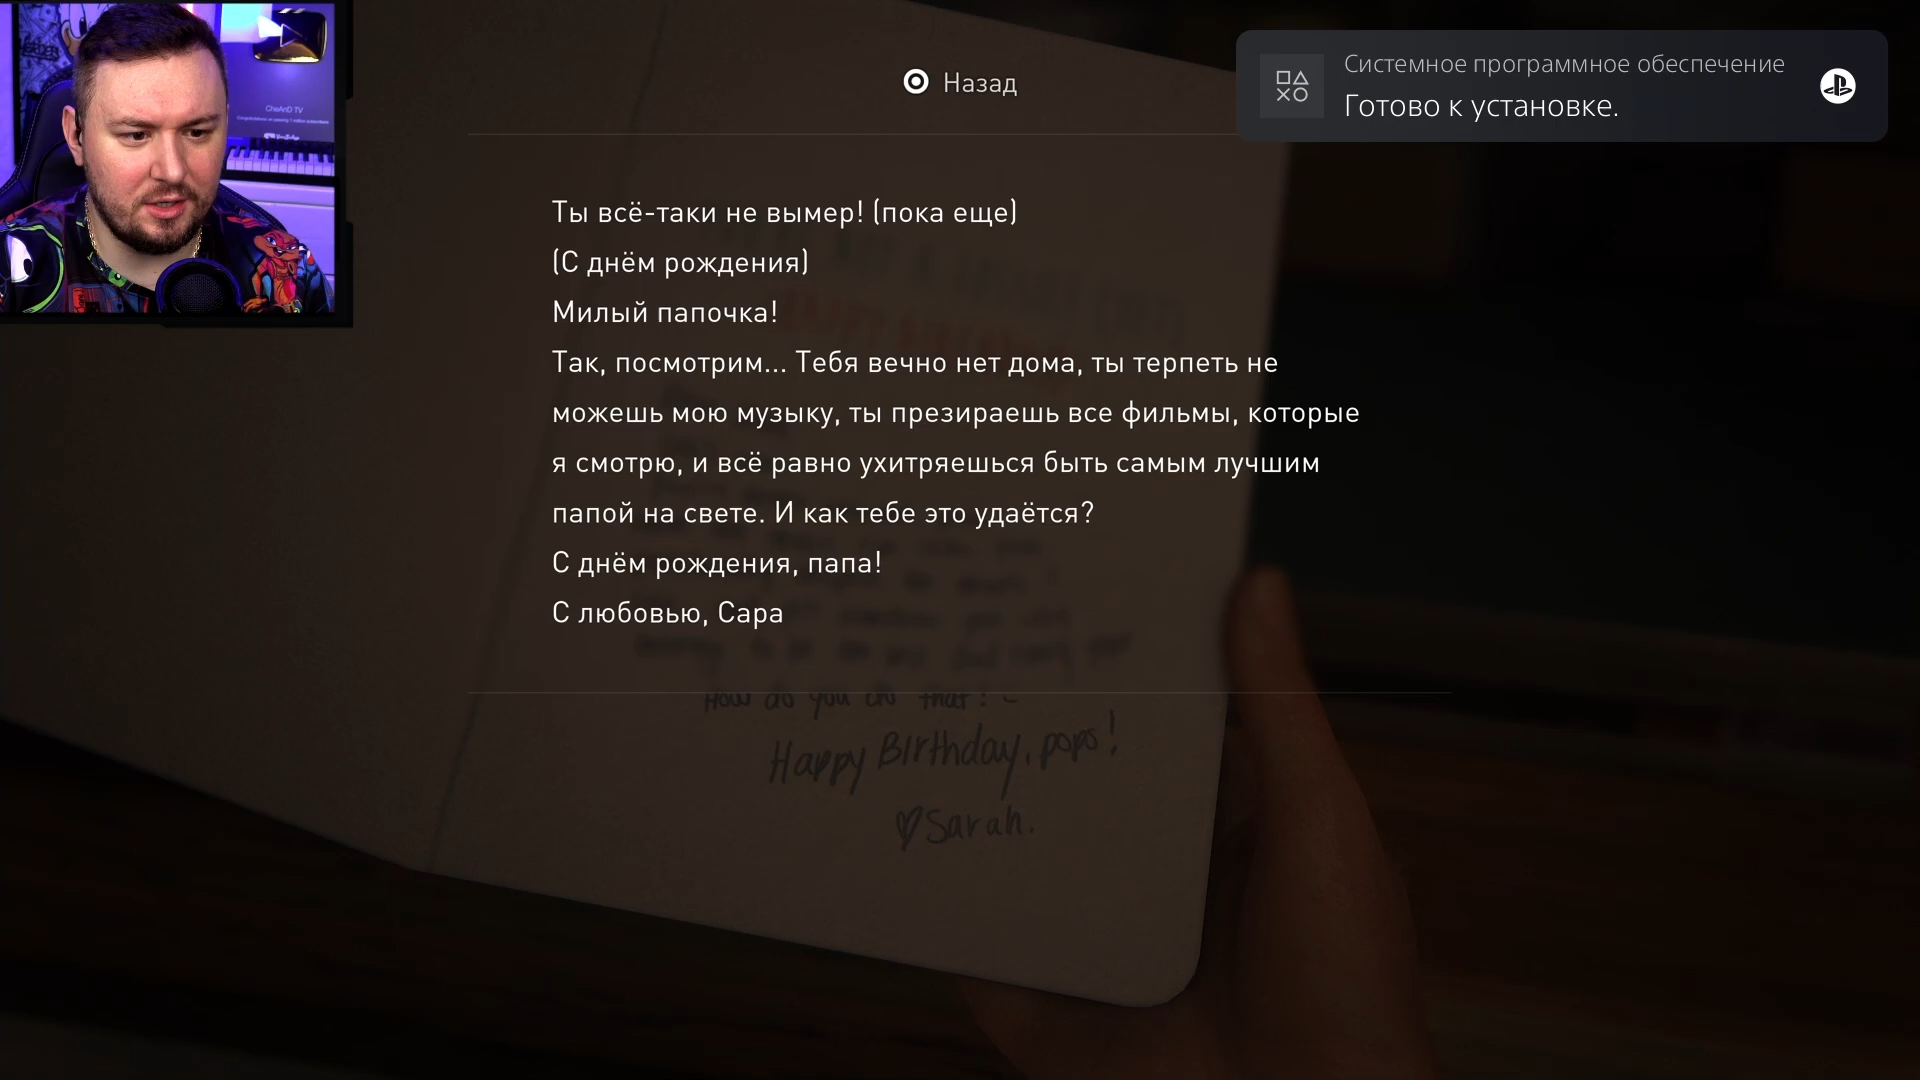 CheAnD TV
Назад
Системное программное обеспечение
Готово к установке.
Ты всё-таки не вымер! (пока еще)
(С днём рождения)
Милый папочка!
Так, посмотрим... Тебя вечно нет дома, ты терпеть не
можешь мою музыку, ты презираешь все фильмы, которые
я смотрю, и всё равно ухитряешься быть самым лучшим
папой на свете. И как тебе это удаётся?
С днём рождения, папа!
С любовью, Сара
How do you do that?
Happy Birthday, pops!
Sarah.